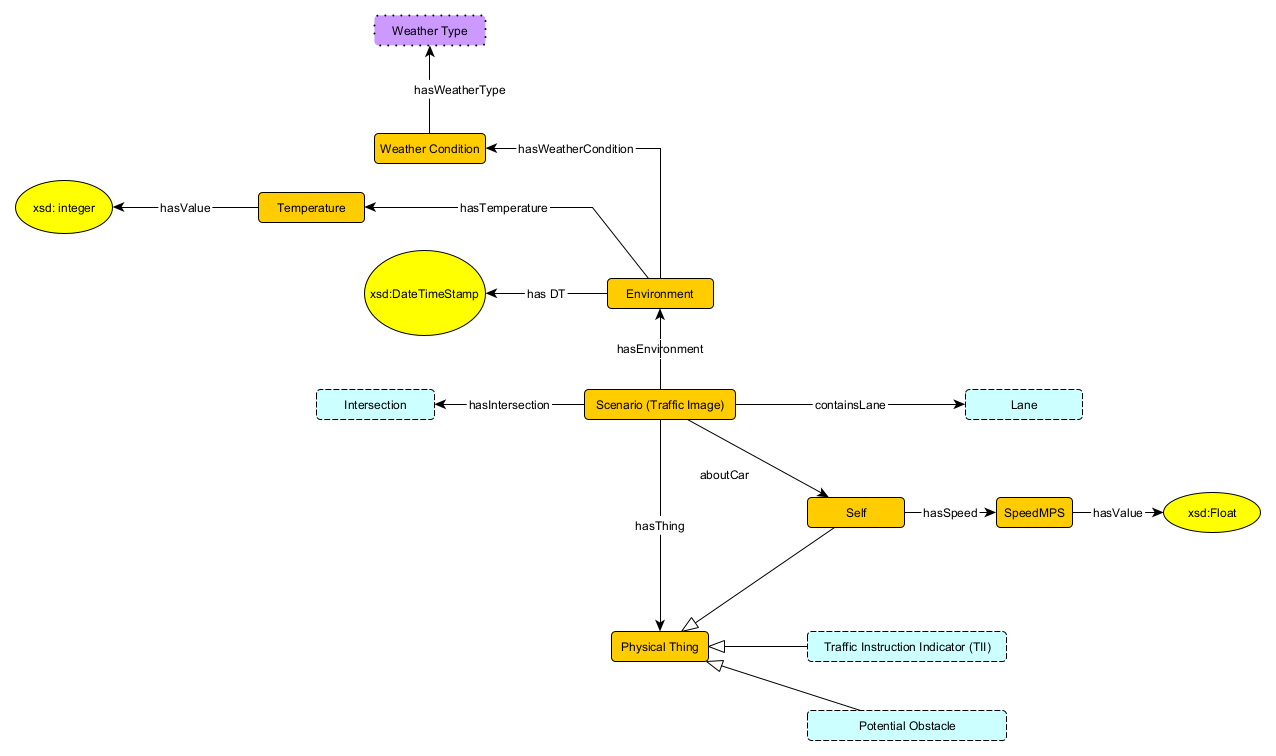 Weather Type
hasWeatherType
Weather Condition
hasWeatherCondition
xsd: integer
hasValue
Temperature
hasTemperature
xsd:DateTimeStamp
has DT
Environment
hasEnvironment
Intersection
hasIntersection
Scenario (Traffic Image)
containsLane
Lane
aboutCar
hasThing
Self
hasSpeed
SpeedMPS
hasValue
xsd:Float
Physical Thing
Traffic Instruction Indicator (TII)
Potential Obstacle